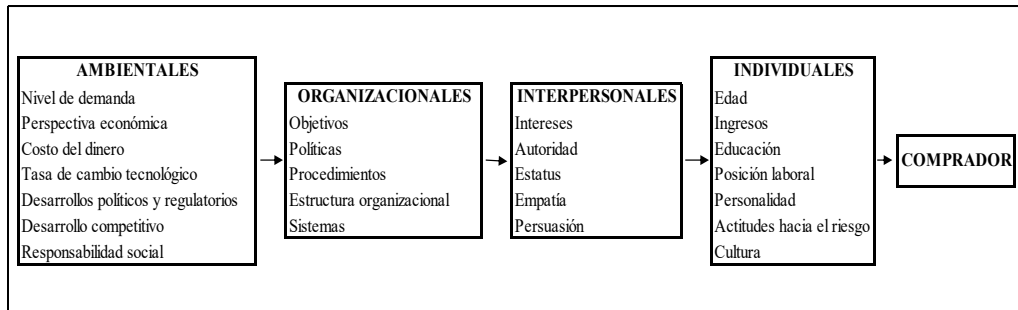 AMBIENTALES
Nivel de demanda
Perspectiva económica
Costo del dinero
Tasa de cambio tecnológico
Desarrollos políticos y regulatorios
Desarrollo competitivo
Responsabilidad social
ORGANIZACIONALES
Objetivos
Políticas
Procedimientos
Estructura organizacional
Sistemas
INTERPERSONALES
Intereses
Autoridad
Estatus
Empatía
Persuasión
INDIVIDUALES
Edad
Ingresos
Educación
Posición laboral
Personalidad
Actitudes hacia el riesgo
Cultura
COMPRADOR